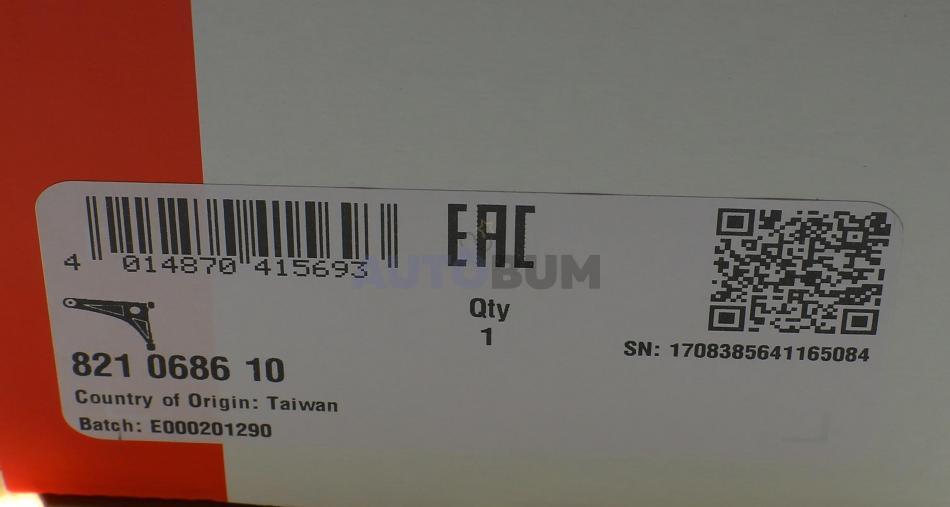 4 014870 415693
EAC
AUTOBUM
Qty
1
SN: 1708385641165084
821 0686 10
Country of Origin: Taiwan
Batch: E000201290